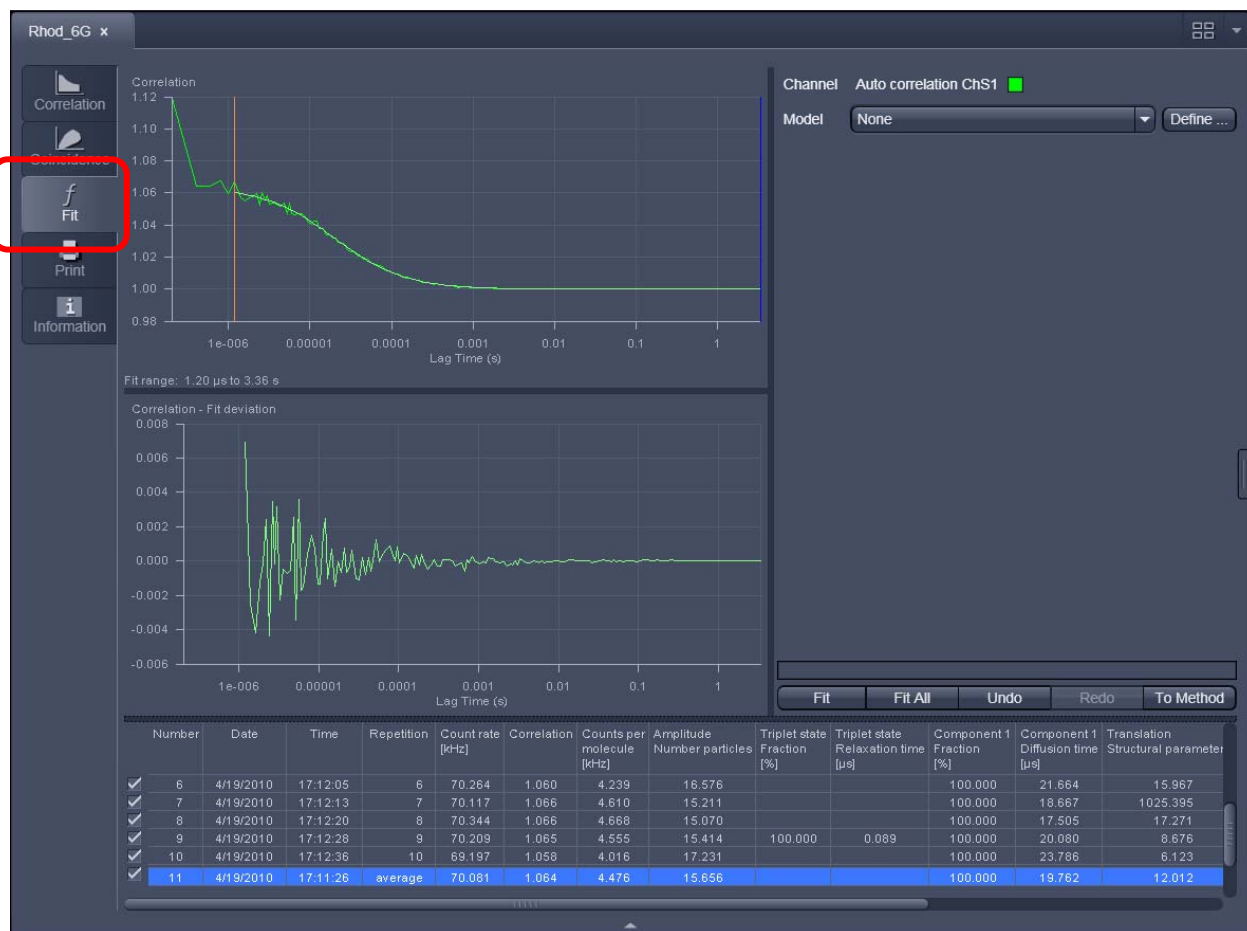 Rhod_6G x
Correlation
Coincidence
f
Fit
Print
i
Information
Correlation
1.12
1.10
1.08
1.06
1.04
1.02
1.00
0.98
1e-006 0.00001 0.0001 0.001 0.01 0.1 1
Lag Time (s)
Fit range: 1.20 µs to 3.36 s
Correlation - Fit deviation
0.008
0.006
0.004
0.002
0.000
-0.002
-0.004
-0.006
1e-006 0.00001 0.0001 0.001 0.01 0.1 1
Lag Time (s)
Channel Auto correlation ChS1
Model None Define ...
Fit Fit All Undo Redo To Method
Number Date Time Repetition Count rate Correlation Counts per Amplitude Triplet state Triplet state Component 1 Component 1 Translation
[kHz] molecule Number particles Fraction Relaxation time Fraction Diffusion time Structural parameter
[kHz] [%] [µs] [%] [µs]
6 4/19/2010 17:12:05 6 70.264 1.060 4.239 16.576 100.000 21.664 15.967
7 4/19/2010 17:12:13 7 70.117 1.066 4.610 15.211 100.000 18.667 1025.395
8 4/19/2010 17:12:20 8 70.344 1.066 4.668 15.070 100.000 17.505 17.271
9 4/19/2010 17:12:28 9 70.209 1.065 4.555 15.414 100.000 0.089 100.000 20.080 8.676
10 4/19/2010 17:12:36 10 69.197 1.058 4.016 17.231 100.000 23.786 6.123
11 4/19/2010 17:11:26 average 70.081 1.064 4.476 15.656 100.000 19.762 12.012